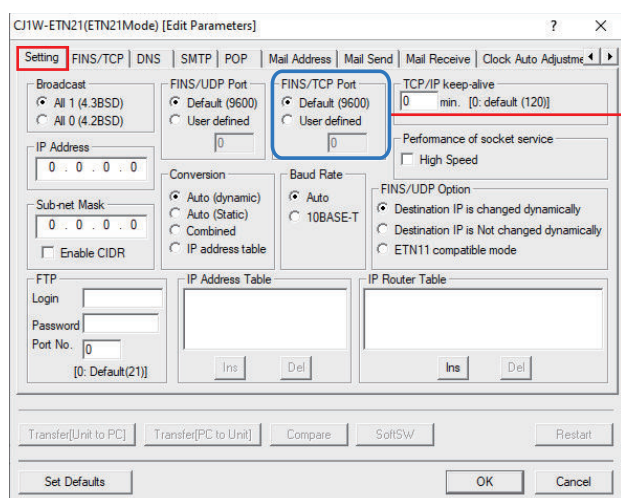 CJ1W-ETN21(ETN21Mode) [Edit Parameters]
? X
Setting FINS/TCP DNS SMTP POP Mail Address Mail Send Mail Receive Clock Auto Adjustme
Broadcast
All 1 (4.3BSD)
All 0 (4.2BSD)
FINS/UDP Port
Default (9600)
User defined
0
FINS/TCP Port
Default (9600)
User defined
0
TCP/IP keep-alive
0 min. [0: default (120)]
Performance of socket service
High Speed
IP Address
0 . 0 . 0 . 0
Sub-net Mask
0 . 0 . 0 . 0
Enable CIDR
Conversion
Auto (dynamic)
Auto (Static)
Combined
IP address table
Baud Rate
Auto
10BASE-T
FINS/UDP Option
Destination IP is changed dynamically
Destination IP is Not changed dynamically
ETN11 compatible mode
FTP
Login
Password
Port No. 0
[0: Default(21)]
IP Address Table
Ins Del
IP Router Table
Ins Del
Transfer[Unit to PC] Transfer[PC to Unit] Compare SoftSW Restart
Set Defaults OK Cancel